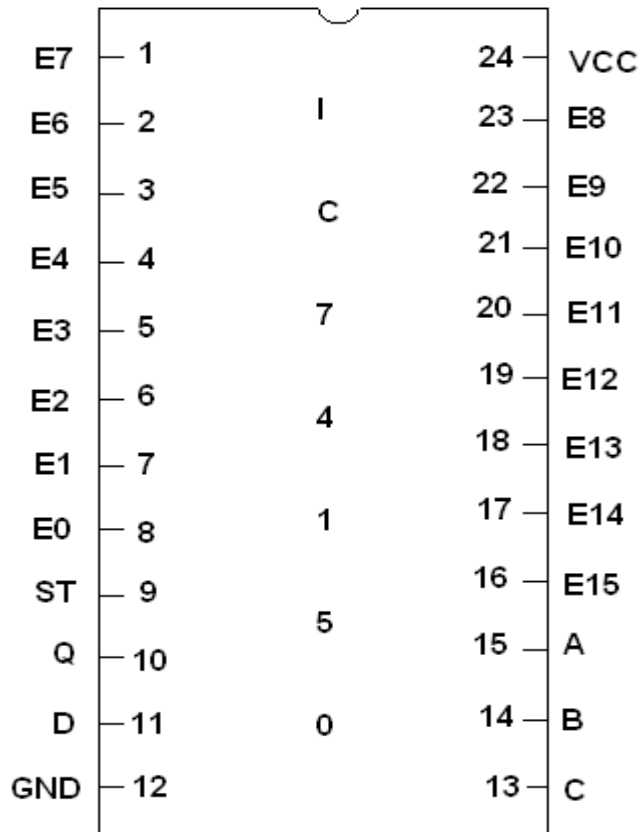 E7 1 24 VCC
I
E6 2 23 E8
E5 3 22 E9
C
E4 4 21 E10
E3 5 7 20 E11
E2 6 19 E12
4
E1 7 18 E13
E0 8 1 17 E14
ST 9 16 E15
5
Q 10 15 A
D 11 0 14 B
GND 12 13 C